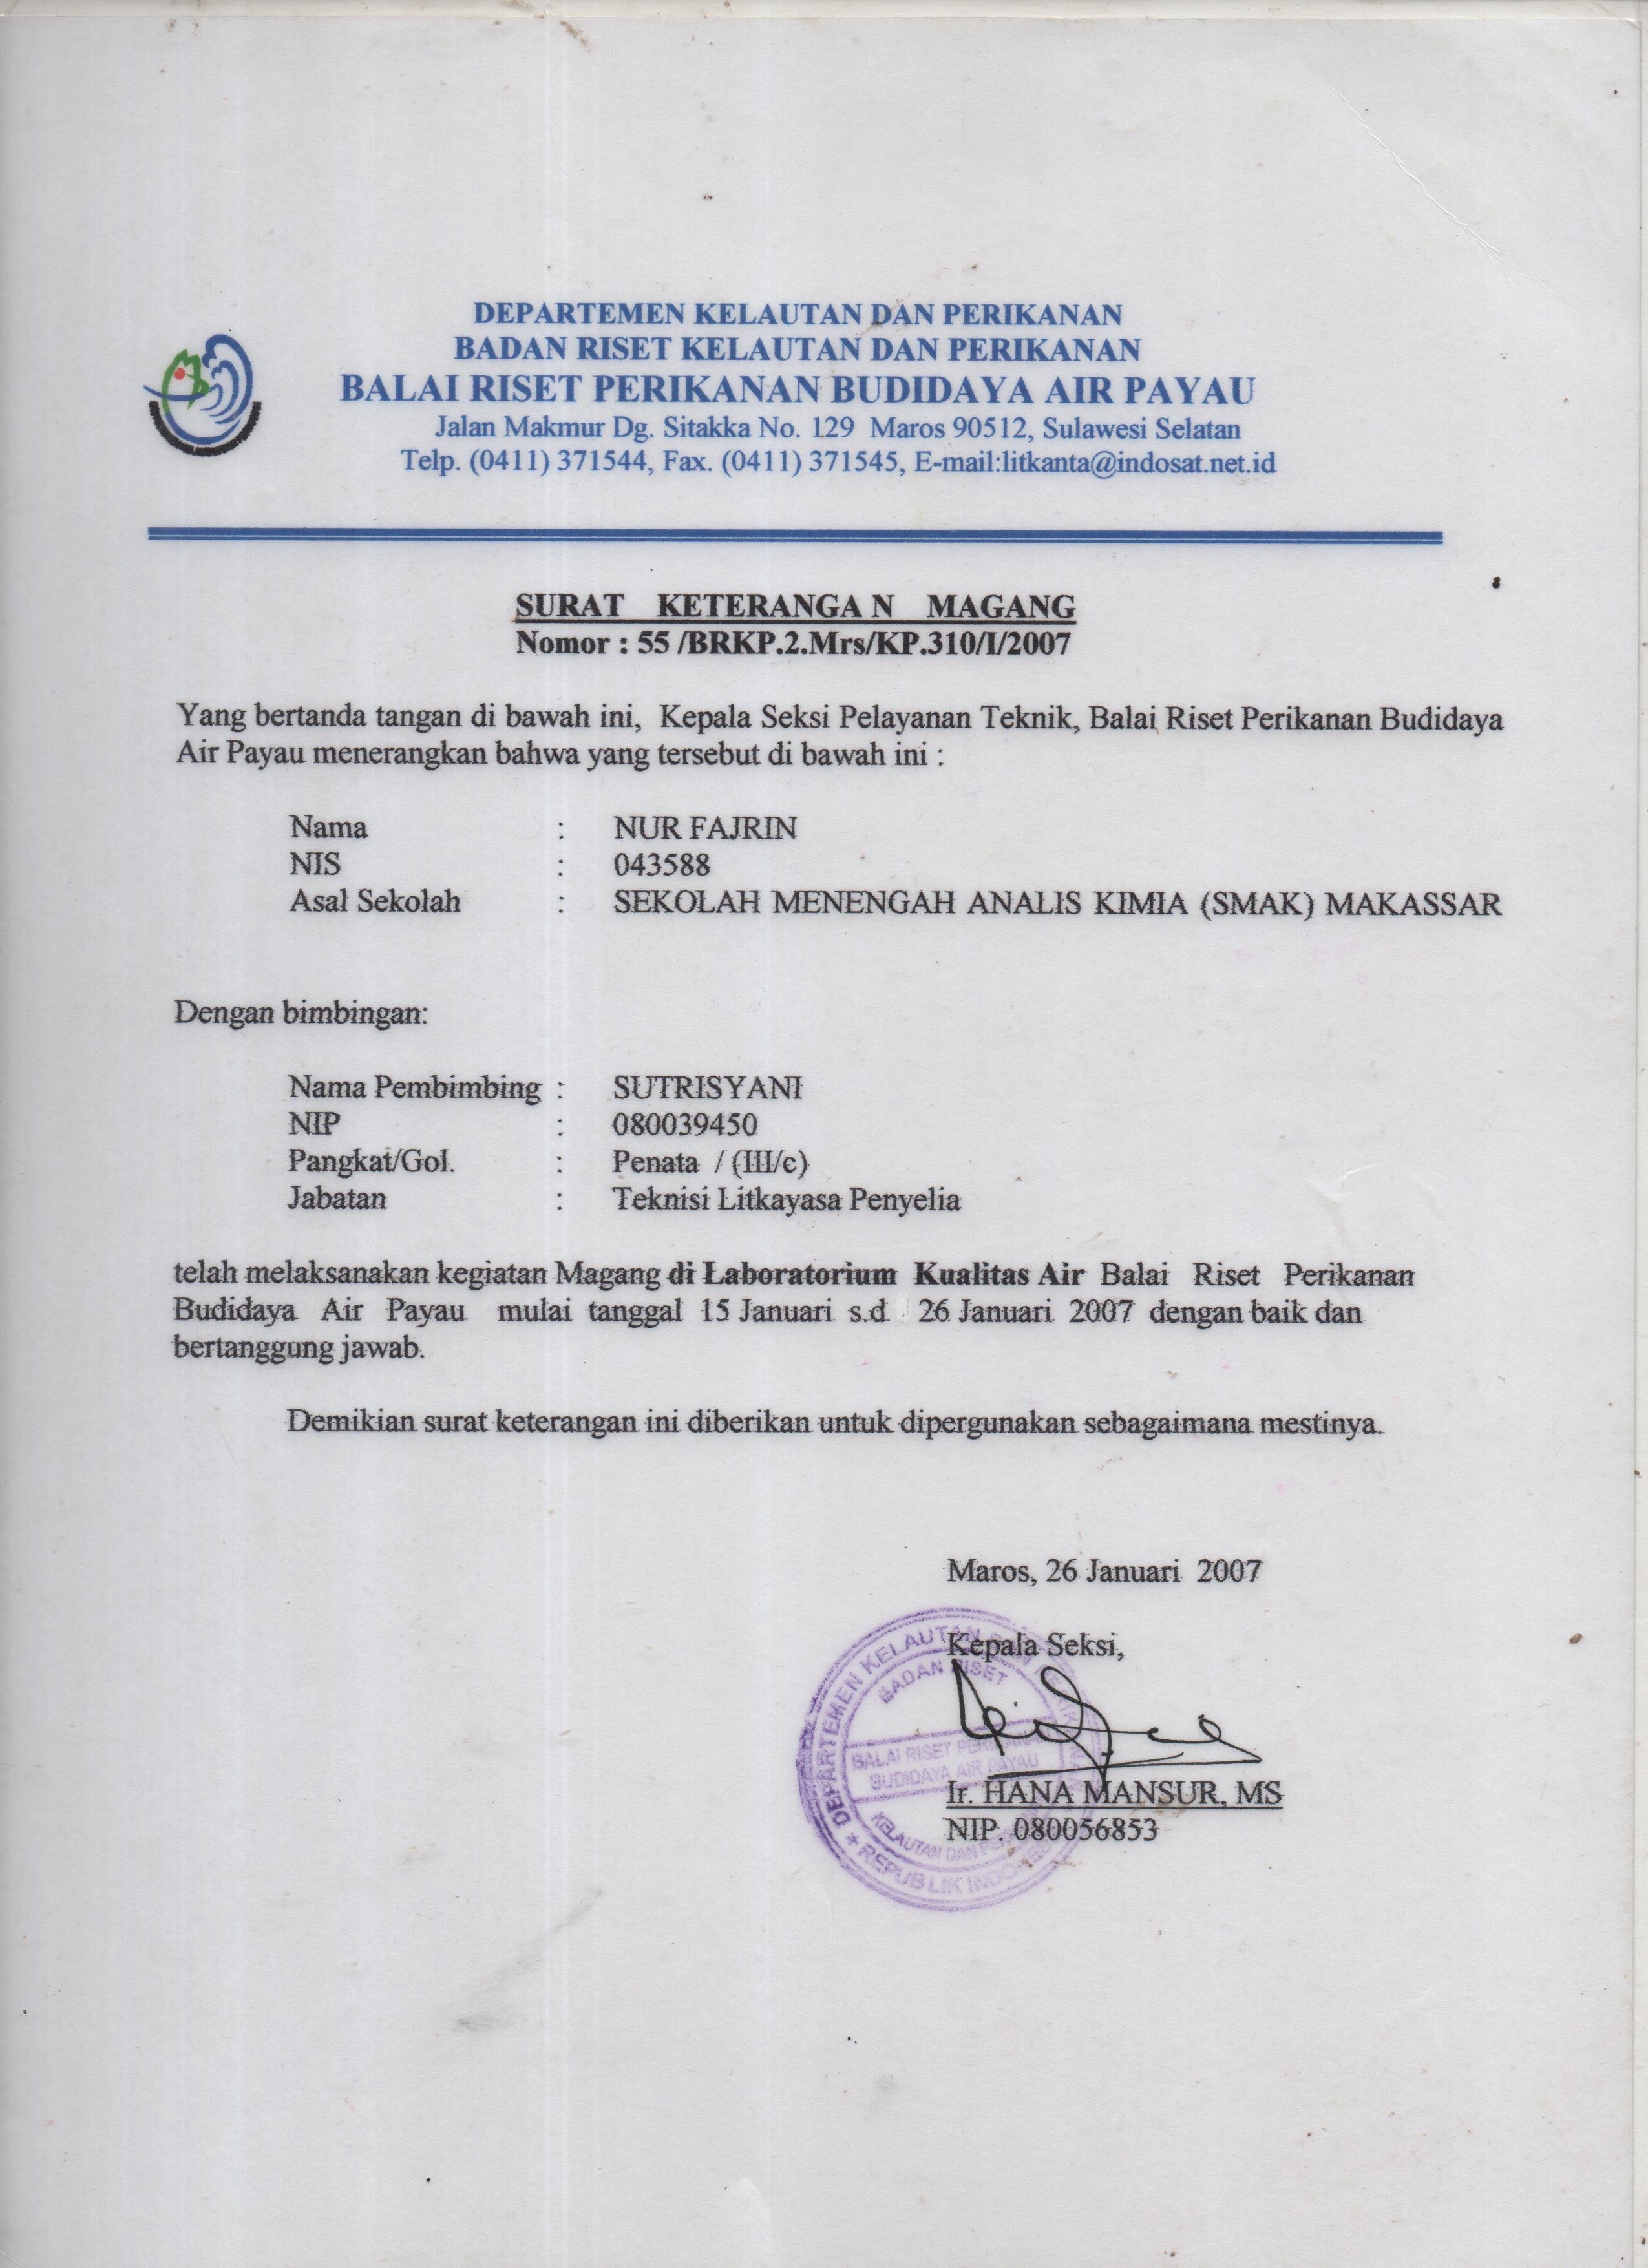 DEPARTEMEN KELAUTAN DAN PERIKANAN
BADAN RISET KELAUTAN DAN PERIKANAN
BALAI RISET PERIKANAN BUDIDAYA AIR PAYAU
Jalan Makmur Dg. Sitakka No. 129 Maros 90512, Sulawesi Selatan
Telp. (0411) 371544, Fax. (0411) 371545, E-mail:litkanta@indosat.net.id
SURAT KETERANGA N MAGANG
Nomor : 55 /BRKP.2.Mrs/KP.310/I/2007
Yang bertanda tangan di bawah ini, Kepala Seksi Pelayanan Teknik, Balai Riset Perikanan Budidaya
Air Payau menerangkan bahwa yang tersebut di bawah ini :
Nama : NUR FAJRIN
NIS : 043588
Asal Sekolah : SEKOLAH MENENGAH ANALIS KIMIA (SMAK) MAKASSAR
Dengan bimbingan:
Nama Pembimbing : SUTRISYANI
NIP : 080039450
Pangkat/Gol. : Penata / (III/c)
Jabatan : Teknisi Litkayasa Penyelia
telah melaksanakan kegiatan Magang di Laboratorium Kualitas Air Balai Riset Perikanan
Budidaya Air Payau mulai tanggal 15 Januari s.d 26 Januari 2007 dengan baik dan
bertanggung jawab.
Demikian surat keterangan ini diberikan untuk dipergunakan sebagaimana mestinya.
Maros, 26 Januari 2007
Kepala Seksi,
DEPARTEMEN KELAUTAN
BADAN RISET
BALAI RISET
BUDIDAYA AIR PAYAU
KELAUTAN DAN
REPUBLIK
Ir. HANA MANSUR, MS
NIP. 080056853